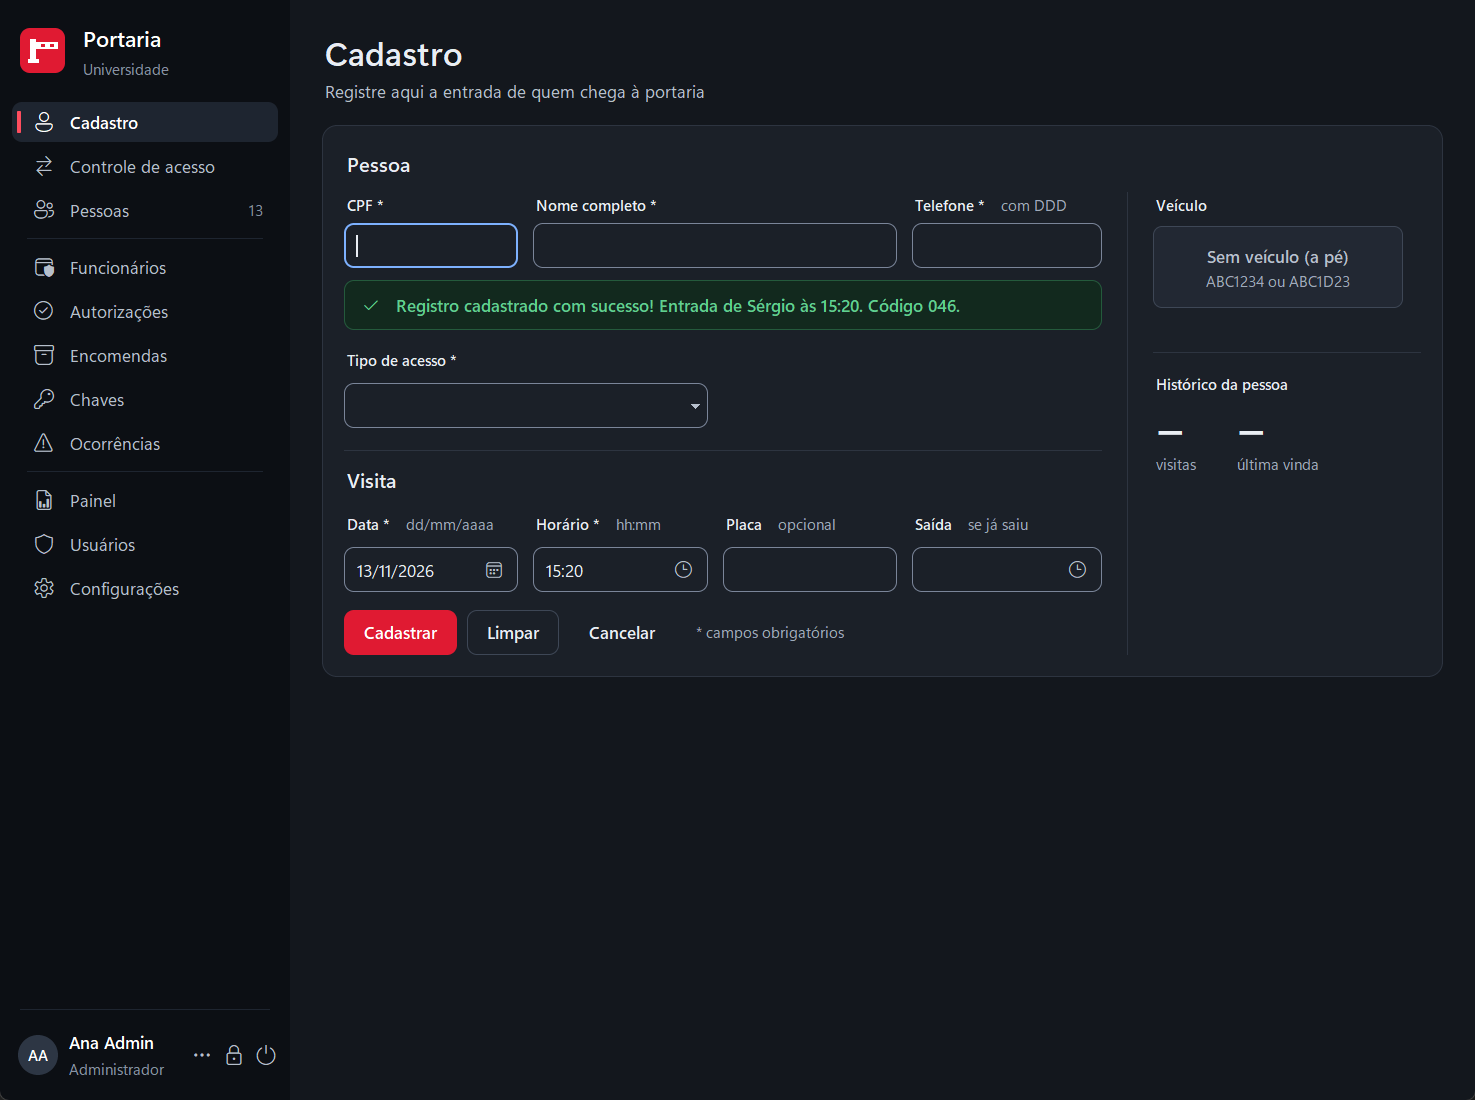 Portaria
Universidade
Cadastro
Controle de acesso
Pessoas 13
Funcionários
Autorizações
Encomendas
Chaves
Ocorrências
Painel
Usuários
Configurações
AA
Ana Admin
Administrador
Cadastro
Registre aqui a entrada de quem chega à portaria
Pessoa
CPF * Nome completo * Telefone * com DDD
Registro cadastrado com sucesso! Entrada de Sérgio às 15:20. Código 046.
Tipo de acesso *
Visita
Data * dd/mm/aaaa Horário * hh:mm Placa opcional Saída se já saiu
13/11/2026 15:20
Cadastrar Limpar Cancelar * campos obrigatórios
Veículo
Sem veículo (a pé)
ABC1234 ou ABC1D23
Histórico da pessoa
— —
visitas última vinda